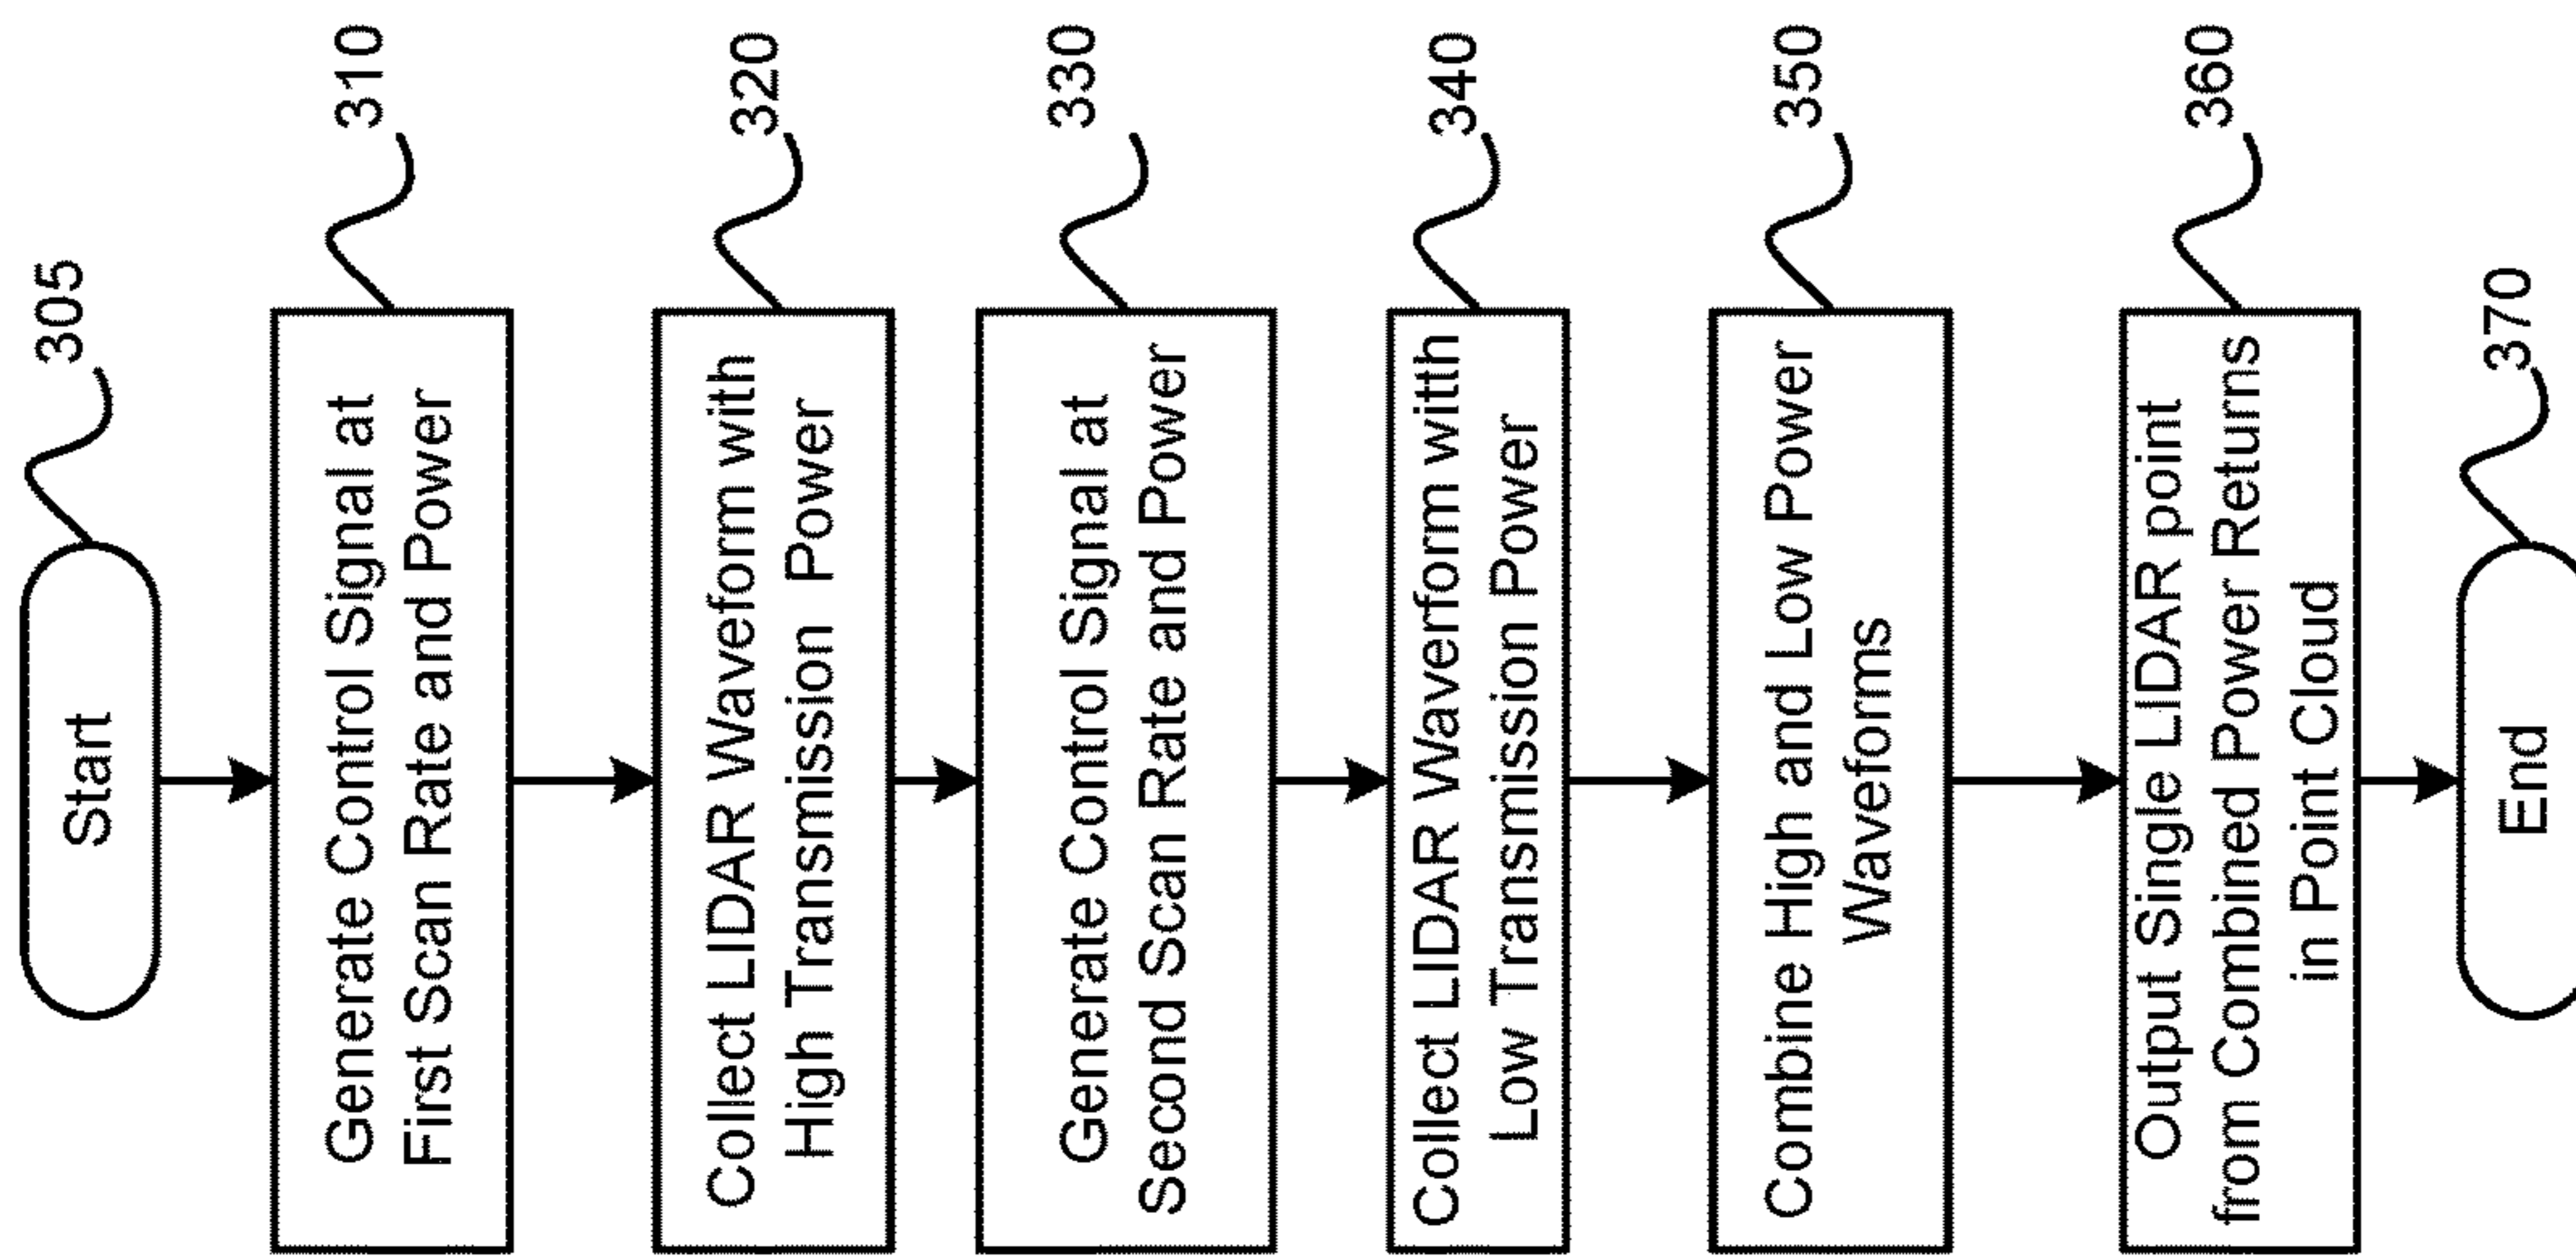 Start
305
Generate Control Signal at
First Scan Rate and Power
310
Collect LIDAR Waveform with
High Transmission Power
320
Generate Control Signal at
Second Scan Rate and Power
330
Collect LIDAR Waverform witth
Low Transmission Power
340
Combine High and Low Power
Waveforms
350
Output Single LIDAR point
from Combined Power Returns
in Point Cloud
360
End
370